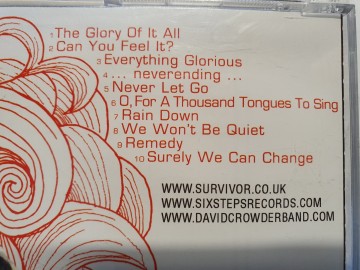 1 The Glory Of It All
2 Can You Feel It?
3 Everything Glorious
4 ... neverending ...
5 Never Let Go
6 O, For A Thousand Tongues To Sing
7 Rain Down
8 We Won't Be Quiet
9 Remedy
10 Surely We Can Change
WWW.SURVIVOR.CO.UK
WWW.SIXSTEPSRECORDS.COM
WWW.DAVIDCROWDERBAND.COM